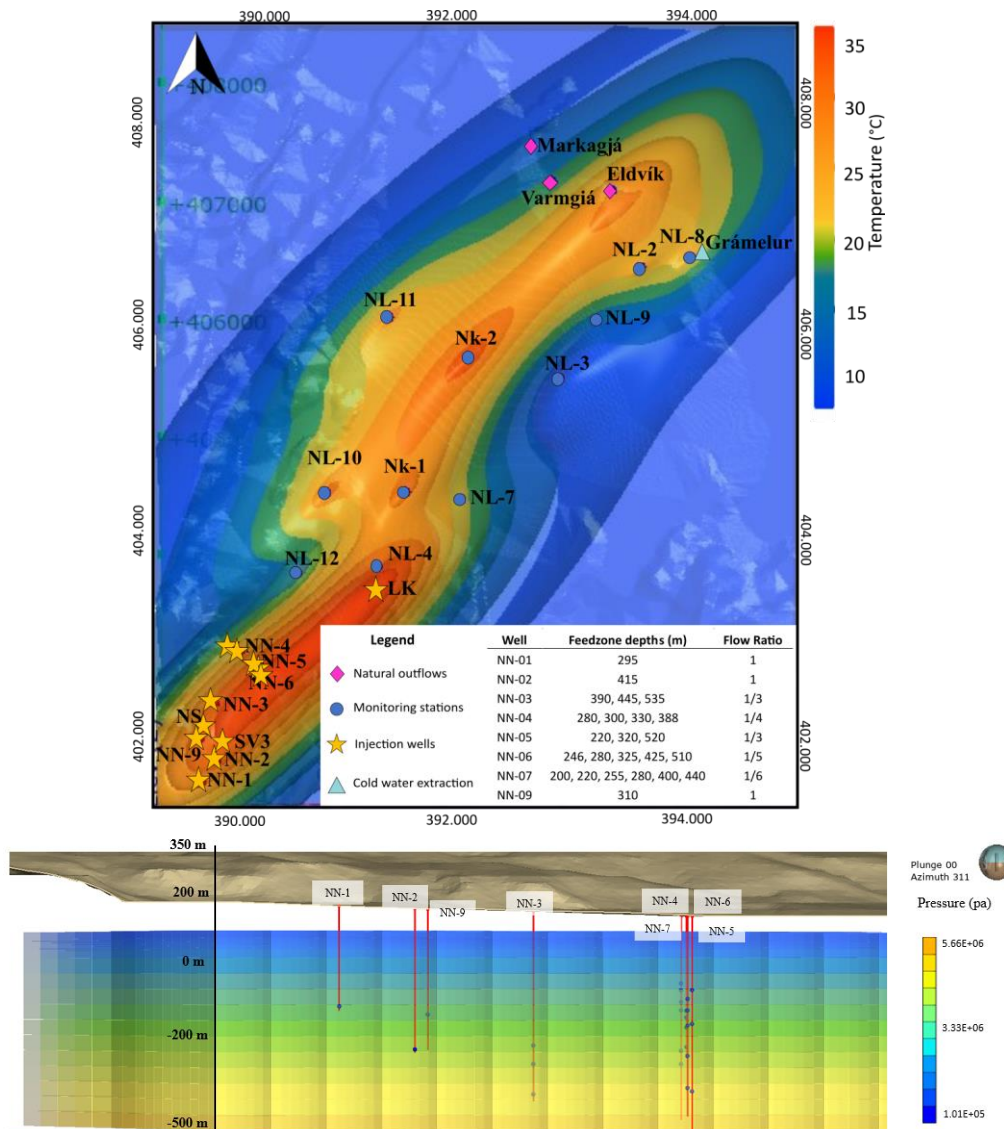 390.000 392.000 394.000
N
408.000
+408000
408.000
Markagjá
Eldvík
Varmgiá
+407000
NL-8
Grámelur
NL-2
NL-11
406.000
+406000
NL-9
406.000
Nk-2
NL-3
NL-10
Nk-1
NL-7
404.000
404.000
NL-12
NL-4
LK
NN-4
NN-5
NN-6
NN-3
NS
SV3
NN-9
NN-2
NN-1
402.000
402.000
390.000 392.000 394.000
35
30
25
20
15
10
Temperature (°C)
Legend
Natural outflows
Monitoring stations
Injection wells
Cold water extraction
Well Feedzone depths (m) Flow Ratio
NN-01 295 1
NN-02 415 1
NN-03 390, 445, 535 1/3
NN-04 280, 300, 330, 388 1/4
NN-05 220, 320, 520 1/3
NN-06 246, 280, 325, 425, 510 1/5
NN-07 200, 220, 255, 280, 400, 440 1/6
NN-09 310 1
350 m
200 m
0 m
-200 m
-500 m
NN-1
NN-2
NN-9
NN-3
NN-4 NN-6
NN-7 NN-5
Plunge 00
Azimuth 311
Pressure (pa)
5.66E+06
3.33E+06
1.01E+05